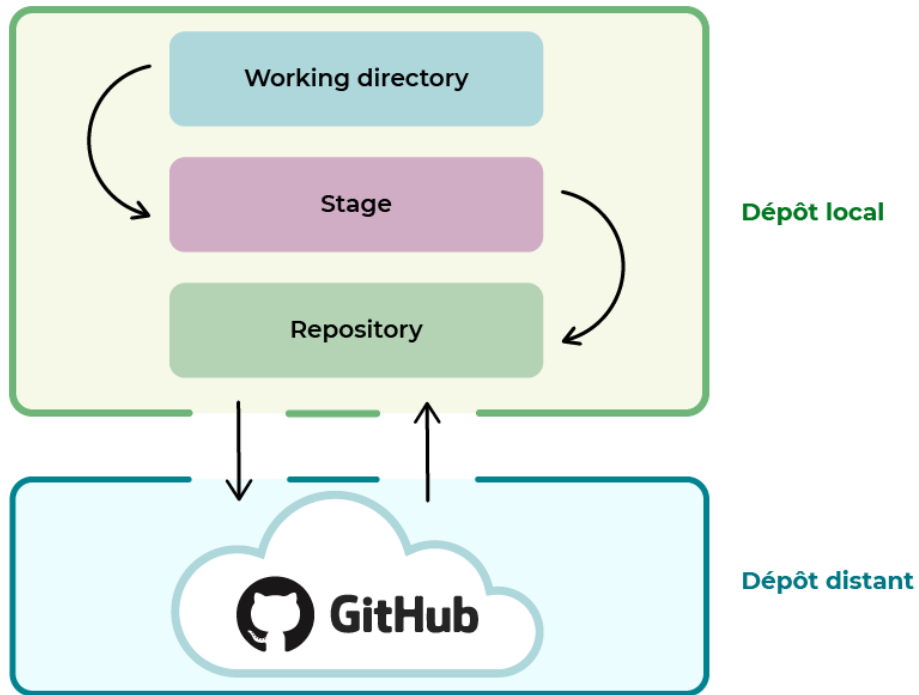 Working directory
Stage
Dépôt local
Repository
Dépôt distant
GitHub